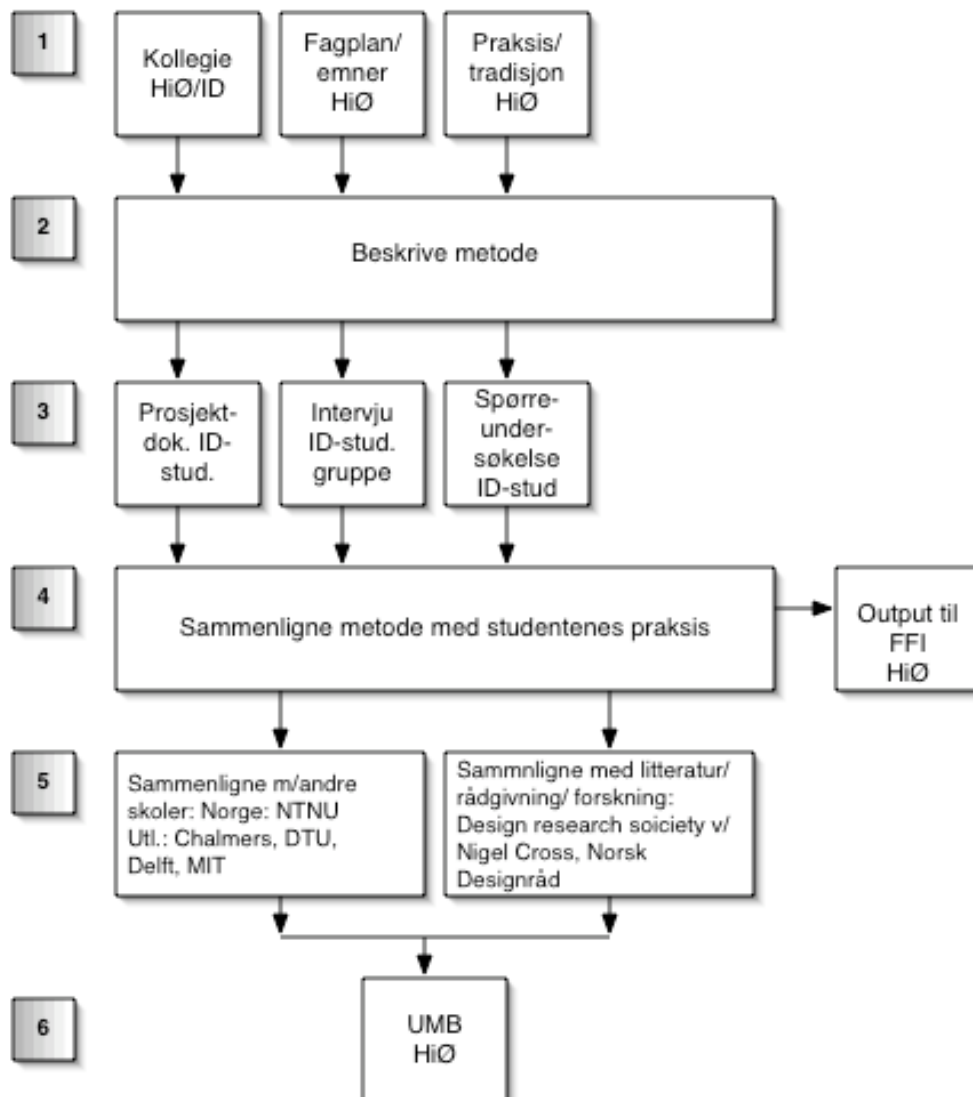 1
Kollegie
HiØ/ID
Fagplan/
emner
HiØ
Praksis/
tradisjon
HiØ
2
Beskrive metode
3
Prosjekt-
dok. ID-
stud.
Intervju
ID-stud.
gruppe
Spørre-
under-
søkelse
ID-stud
4
Sammenligne metode med studentenes praksis
Output til
FFI
HiØ
5
Sammenligne m/andre
skoler: Norge: NTNU
Utl.: Chalmers, DTU,
Delft, MIT
Sammnligne med litteratur/
rådgivning/ forskning:
Design research soiciety v/
Nigel Cross, Norsk
Designråd
6
UMB
HiØ